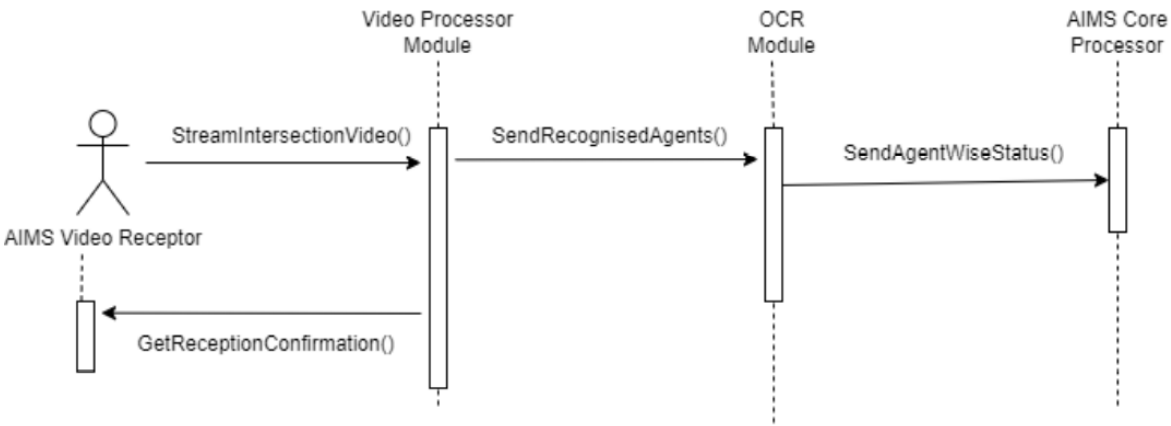 Video Processor
Module
OCR
Module
AIMS Core
Processor
StreamIntersectionVideo()
SendRecognisedAgents()
SendAgentWiseStatus()
AIMS Video Receptor
GetReceptionConfirmation()